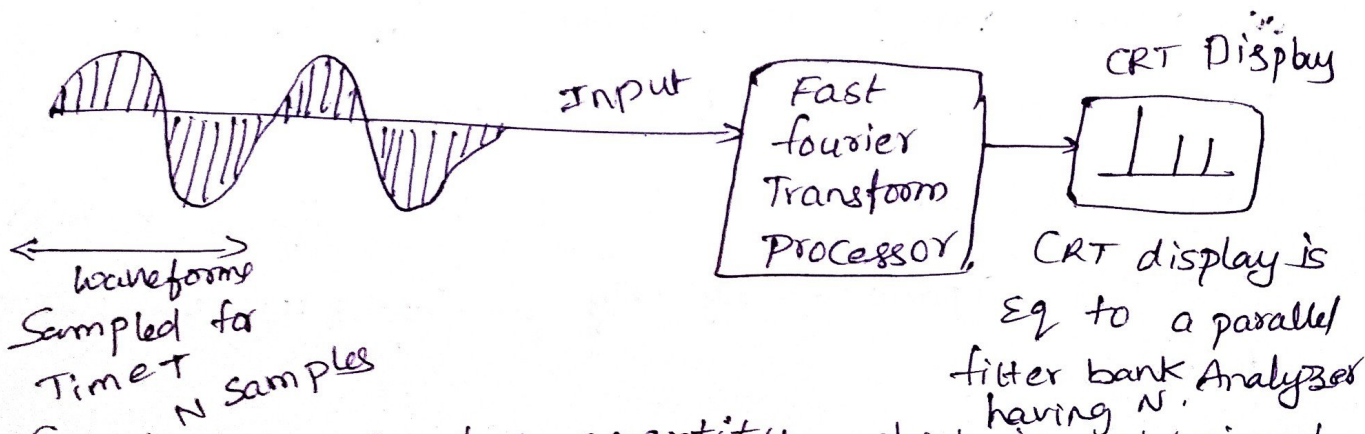 CRT Display
Input
Fast
fourier
Transform
Processor
Waveforms
Sampled for
Time T
N Samples
CRT display is
Eq to a parallel
filter bank Analyzer
having N.